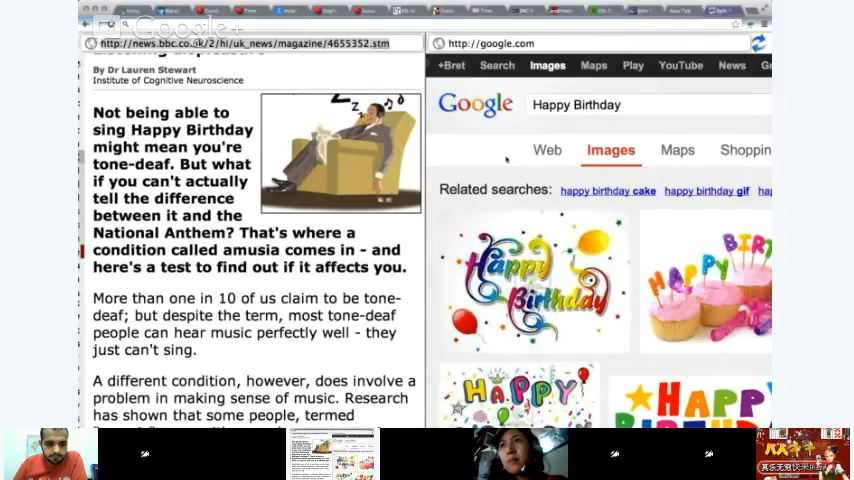 Google+
http://news.bbc.co.uk/2/hi/uk_news/magazine/4655352.stm
By Dr Lauren Stewart
Institute of Cognitive Neuroscience
Not being able to
sing Happy Birthday
might mean you're
tone-deaf. But what
if you can't actually
tell the difference
between it and the
National Anthem? That's where a
condition called amusia comes in - and
here's a test to find out if it affects you.
More than one in 10 of us claim to be tone-
deaf; but despite the term, most tone-deaf
people can hear music perfectly well - they
just can't sing.
A different condition, however, does involve a
problem in making sense of music. Research
has shown that some people, termed
http://google.com
+Bret Search Images Maps Play YouTube News
Google Happy Birthday
Web Images Maps Shoppin
Related searches: happy birthday cake happy birthday gif
Happy
Birthday
HAPPY BIRT
HAPPY
HAPPY